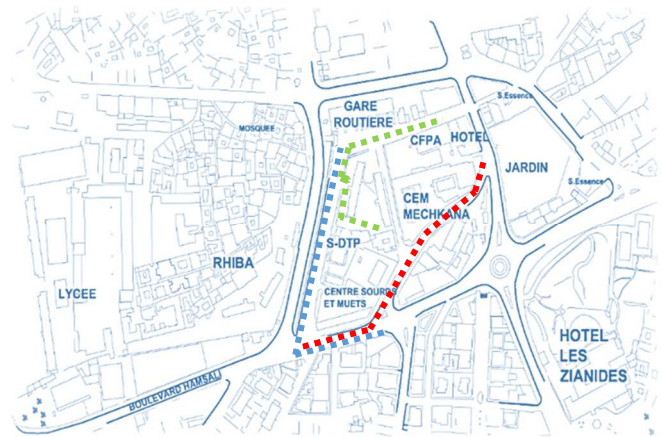 S.Essence
GARE
ROUTIERE
MOSQUEE
CFPA
HOTEL
JARDIN
S.Essence
CEM
MECHKANA
S-DTP
RHIBA
LYCEE
CENTRE SOURDS
ET MUETS
HOTEL
LES
ZIANIDES
BOULEVARD HAMSALI